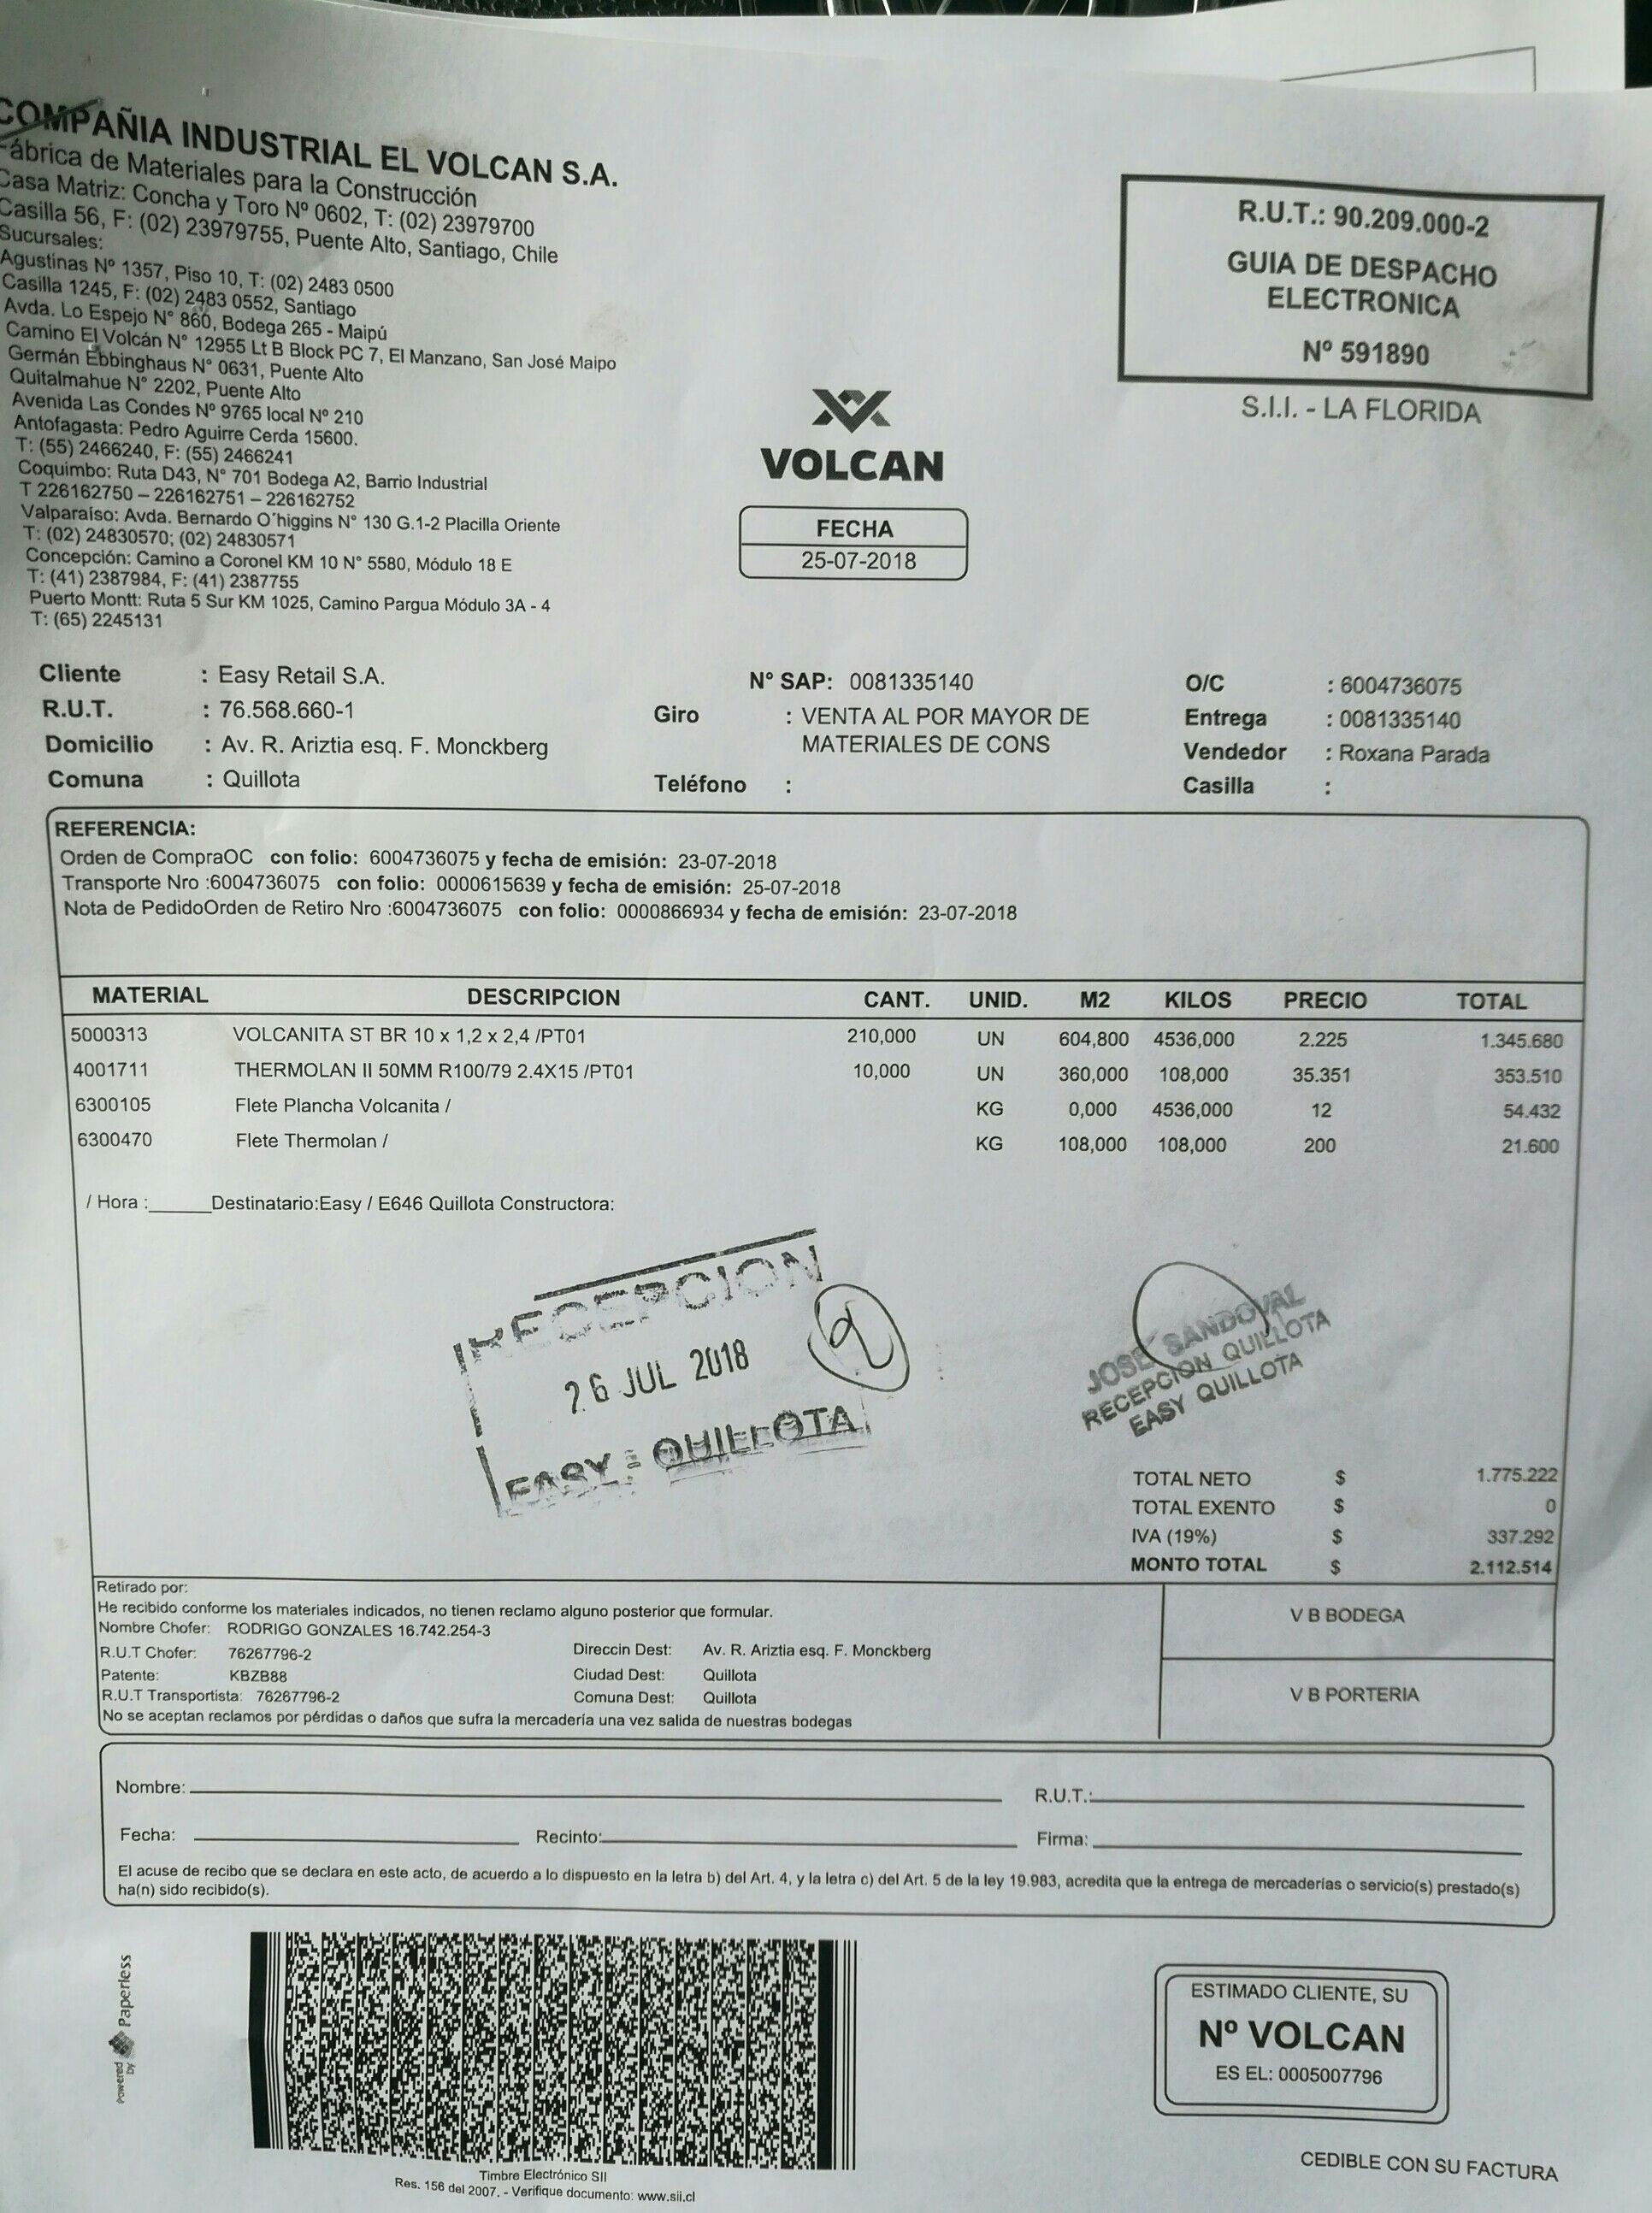 COMPAÑIA INDUSTRIAL EL VOLCAN S.A.
Fábrica de Materiales para la Construcción
Casa Matriz: Concha y Toro Nº 0602, T: (02) 23979700
Casilla 56, F: (02) 23979755, Puente Alto, Santiago, Chile
Sucursales:
Agustinas Nº 1357, Piso 10, T: (02) 2483 0500
Casilla 1245, F: (02) 2483 0552, Santiago
Avda. Lo Espejo N° 860, Bodega 265 - Maipú
Camino El Volcán N° 12955 Lt B Block PC 7, El Manzano, San José Maipo
Germán Ebbinghaus N° 0631, Puente Alto
Quitalmahue N° 2202, Puente Alto
Avenida Las Condes Nº 9765 local Nº 210
Antofagasta: Pedro Aguirre Cerda 15600.
T: (55) 2466240, F: (55) 2466241
Coquimbo: Ruta D43, N° 701 Bodega A2, Barrio Industrial
T 226162750 – 226162751 – 226162752
Valparaíso: Avda. Bernardo O'higgins N° 130 G.1-2 Placilla Oriente
T: (02) 24830570; (02) 24830571
Concepción: Camino a Coronel KM 10 N° 5580, Módulo 18 E
T: (41) 2387984, F: (41) 2387755
Puerto Montt: Ruta 5 Sur KM 1025, Camino Pargua Módulo 3A - 4
T: (65) 2245131
R.U.T.: 90.209.000-2
GUIA DE DESPACHO
ELECTRONICA
Nº 591890
S.I.I. - LA FLORIDA
VOLCAN
FECHA
25-07-2018
Cliente : Easy Retail S.A. N° SAP: 0081335140 O/C : 6004736075
R.U.T. : 76.568.660-1 Giro : VENTA AL POR MAYOR DE Entrega : 0081335140
Domicilio : Av. R. Ariztia esq. F. Monckberg MATERIALES DE CONS Vendedor : Roxana Parada
Comuna : Quillota Teléfono : Casilla :
REFERENCIA:
Orden de CompraOC con folio: 6004736075 y fecha de emisión: 23-07-2018
Transporte Nro :6004736075 con folio: 0000615639 y fecha de emisión: 25-07-2018
Nota de PedidoOrden de Retiro Nro :6004736075 con folio: 0000866934 y fecha de emisión: 23-07-2018
MATERIAL DESCRIPCION CANT. UNID. M2 KILOS PRECIO TOTAL
5000313 VOLCANITA ST BR 10 x 1,2 x 2,4 /PT01 210,000 UN 604,800 4536,000 2.225 1.345.680
4001711 THERMOLAN II 50MM R100/79 2.4X15 /PT01 10,000 UN 360,000 108,000 35.351 353.510
6300105 Flete Plancha Volcanita / KG 0,000 4536,000 12 54.432
6300470 Flete Thermolan / KG 108,000 108,000 200 21.600
/ Hora :______Destinatario:Easy / E646 Quillota Constructora:
RECEPCION
26 JUL 2018
EASY - QUILLOTA
JOSE SANDOVAL
RECEPCION QUILLOTA
EASY QUILLOTA
TOTAL NETO $ 1.775.222
TOTAL EXENTO $ 0
IVA (19%) $ 337.292
MONTO TOTAL $ 2.112.514
Retirado por:
He recibido conforme los materiales indicados, no tienen reclamo alguno posterior que formular.
Nombre Chofer: RODRIGO GONZALES 16.742.254-3
R.U.T Chofer: 76267796-2 Direccin Dest: Av. R. Ariztia esq. F. Monckberg
Patente: KBZB88 Ciudad Dest: Quillota
R.U.T Transportista: 76267796-2 Comuna Dest: Quillota
No se aceptan reclamos por pérdidas o daños que sufra la mercadería una vez salida de nuestras bodegas
V B BODEGA
V B PORTERIA
Nombre: R.U.T.:
Fecha: Recinto: Firma:
El acuse de recibo que se declara en este acto, de acuerdo a lo dispuesto en la letra b) del Art. 4, y la letra c) del Art. 5 de la ley 19.983, acredita que la entrega de mercaderías o servicio(s) prestado(s)
ha(n) sido recibido(s).
Powered by Paperless
Timbre Electrónico SII
Res. 156 del 2007. - Verifique documento: www.sii.cl
ESTIMADO CLIENTE, SU
Nº VOLCAN
ES EL: 0005007796
CEDIBLE CON SU FACTURA